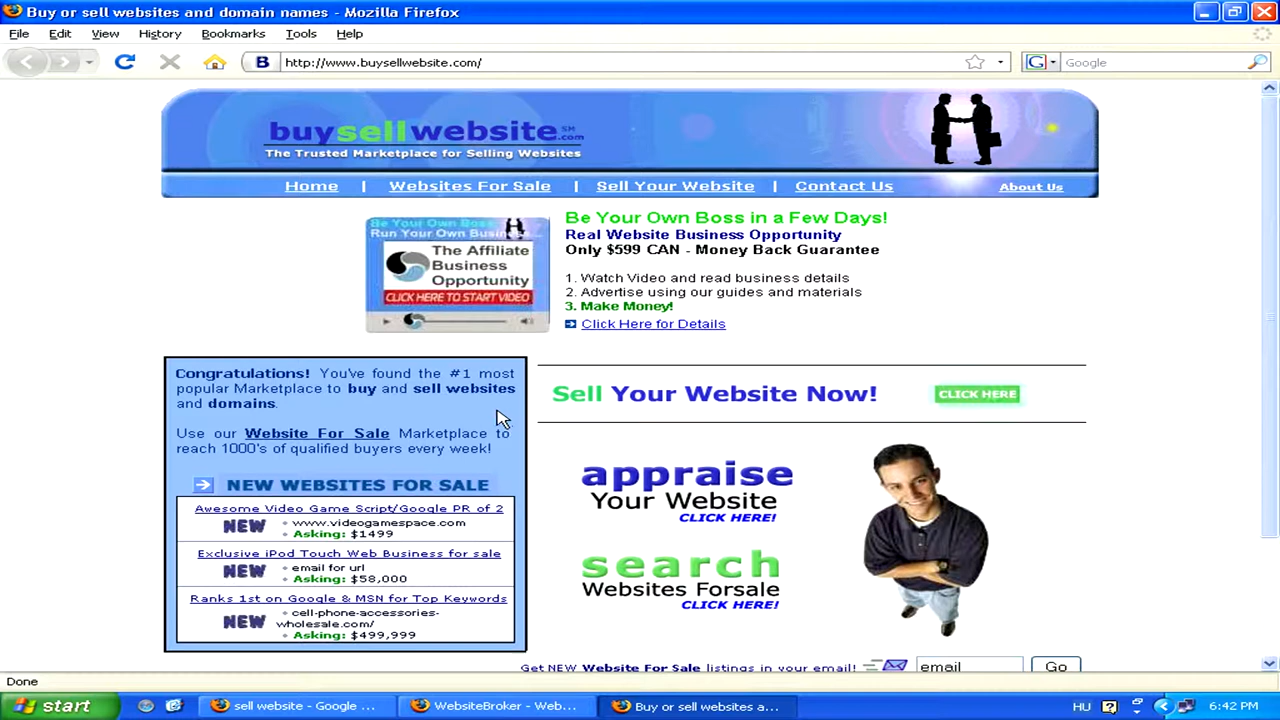 Buy or sell websites and domain names - Mozilla Firefox
File Edit View History Bookmarks Tools Help
B http://www.buysellwebsite.com/ G Google
buysellwebsite.com SM
The Trusted Marketplace for Selling Websites
Home | Websites For Sale | Sell Your Website | Contact Us About Us
Be Your Own Boss
Run Your Own Business...
The Affiliate
Business
Opportunity
CLICK HERE TO START VIDEO
Be Your Own Boss in a Few Days!
Real Website Business Opportunity
Only $599 CAN - Money Back Guarantee
1. Watch Video and read business details
2. Advertise using our guides and materials
3. Make Money!
Click Here for Details
Congratulations! You've found the #1 most
popular Marketplace to buy and sell websites
and domains.
Use our Website For Sale Marketplace to
reach 1000's of qualified buyers every week!
NEW WEBSITES FOR SALE
Awesome Video Game Script/Google PR of 2
NEW • www.videogamespace.com
• Asking: $1499
Exclusive iPod Touch Web Business for sale
NEW • email for url
• Asking: $58,000
Ranks 1st on Google & MSN for Top Keywords
NEW • cell-phone-accessories-
wholesale.com/
• Asking: $499,999
Sell Your Website Now! CLICK HERE
appraise
Your Website
CLICK HERE!
search
Websites Forsale
CLICK HERE!
Get NEW Website For Sale listings in your email! email Go
Done
start sell website - Google ... WebsiteBroker - Web... Buy or sell websites a... HU 6:42 PM